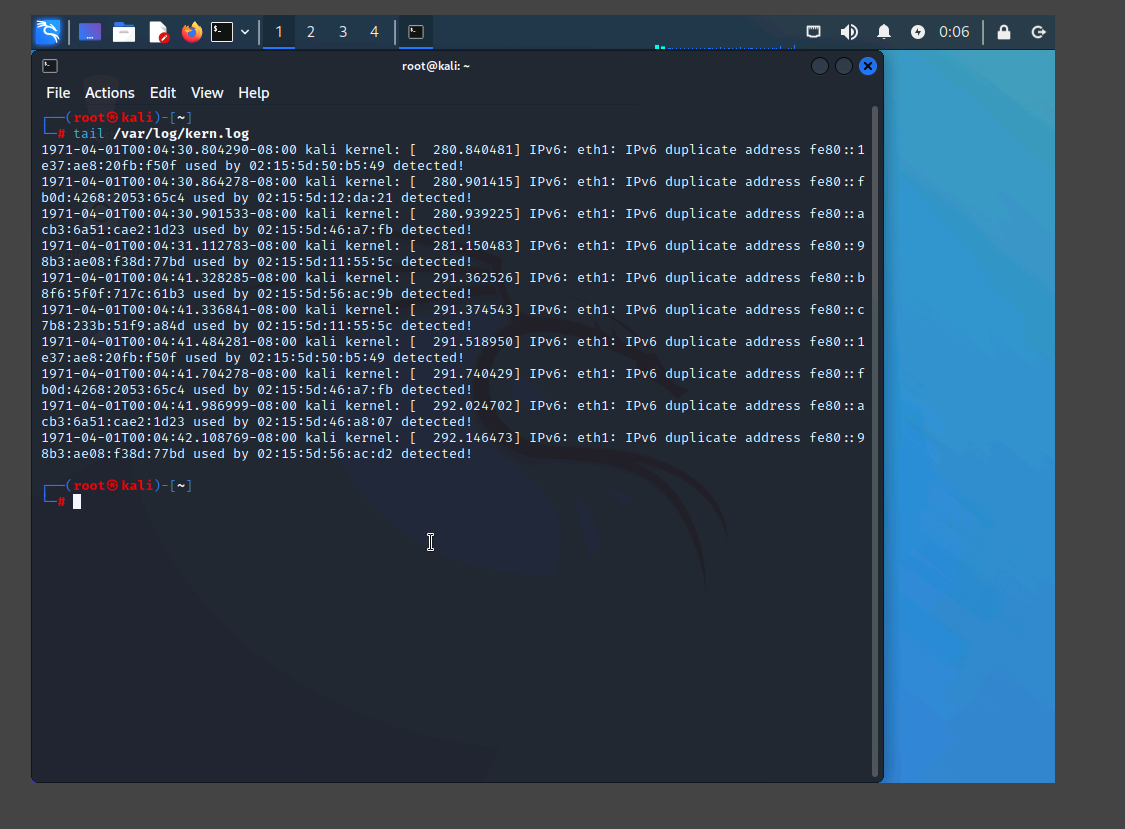 1
2
3
4
0:06
root@kali: ~
File Actions Edit View Help
┌──(root㉿kali)-[~]
└─# tail /var/log/kern.log
1971-04-01T00:04:30.804290-08:00 kali kernel: [  280.840481] IPv6: eth1: IPv6 duplicate address fe80::1
e37:ae8:20fb:f50f used by 02:15:5d:50:b5:49 detected!
1971-04-01T00:04:30.864278-08:00 kali kernel: [  280.901415] IPv6: eth1: IPv6 duplicate address fe80::f
b0d:4268:2053:65c4 used by 02:15:5d:12:da:21 detected!
1971-04-01T00:04:30.901533-08:00 kali kernel: [  280.939225] IPv6: eth1: IPv6 duplicate address fe80::a
cb3:6a51:cae2:1d23 used by 02:15:5d:46:a7:fb detected!
1971-04-01T00:04:31.112783-08:00 kali kernel: [  281.150483] IPv6: eth1: IPv6 duplicate address fe80::9
8b3:ae08:f38d:77bd used by 02:15:5d:11:55:5c detected!
1971-04-01T00:04:41.328285-08:00 kali kernel: [  291.362526] IPv6: eth1: IPv6 duplicate address fe80::b
8f6:5f0f:717c:61b3 used by 02:15:5d:56:ac:9b detected!
1971-04-01T00:04:41.336841-08:00 kali kernel: [  291.374543] IPv6: eth1: IPv6 duplicate address fe80::c
7b8:233b:51f9:a84d used by 02:15:5d:11:55:5c detected!
1971-04-01T00:04:41.484281-08:00 kali kernel: [  291.518950] IPv6: eth1: IPv6 duplicate address fe80::1
e37:ae8:20fb:f50f used by 02:15:5d:50:b5:49 detected!
1971-04-01T00:04:41.704278-08:00 kali kernel: [  291.740429] IPv6: eth1: IPv6 duplicate address fe80::f
b0d:4268:2053:65c4 used by 02:15:5d:46:a7:fb detected!
1971-04-01T00:04:41.986999-08:00 kali kernel: [  292.024702] IPv6: eth1: IPv6 duplicate address fe80::a
cb3:6a51:cae2:1d23 used by 02:15:5d:46:a8:07 detected!
1971-04-01T00:04:42.108769-08:00 kali kernel: [  292.146473] IPv6: eth1: IPv6 duplicate address fe80::9
8b3:ae08:f38d:77bd used by 02:15:5d:56:ac:d2 detected!
┌──(root㉿kali)-[~]
└─#